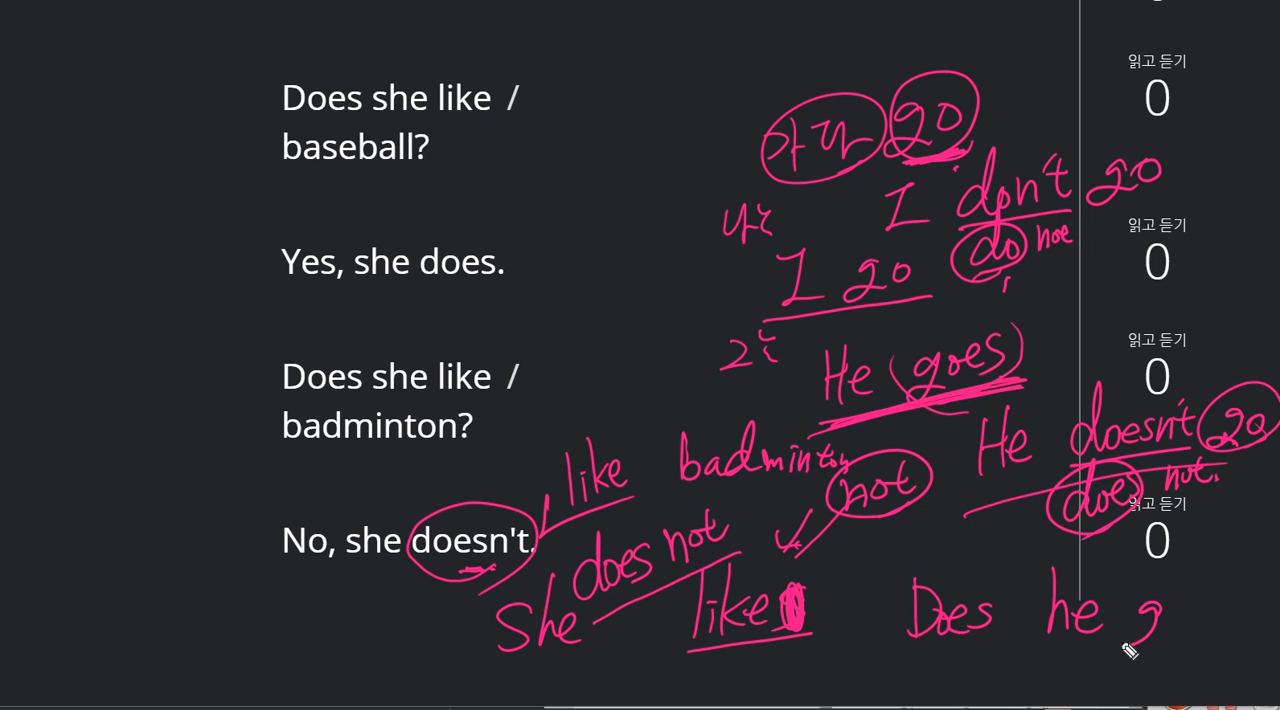 읽고 듣기
Does she like /
baseball?
0
아까 go
I don't go
do not
나는
I go
읽고 듣기
Yes, she does.
0
그는
He (goes)
읽고 듣기
Does she like /
badminton?
0
He doesn't go
does not.
like badminton
not
읽고 듣기
No, she doesn't.
0
She does not like
Does he g